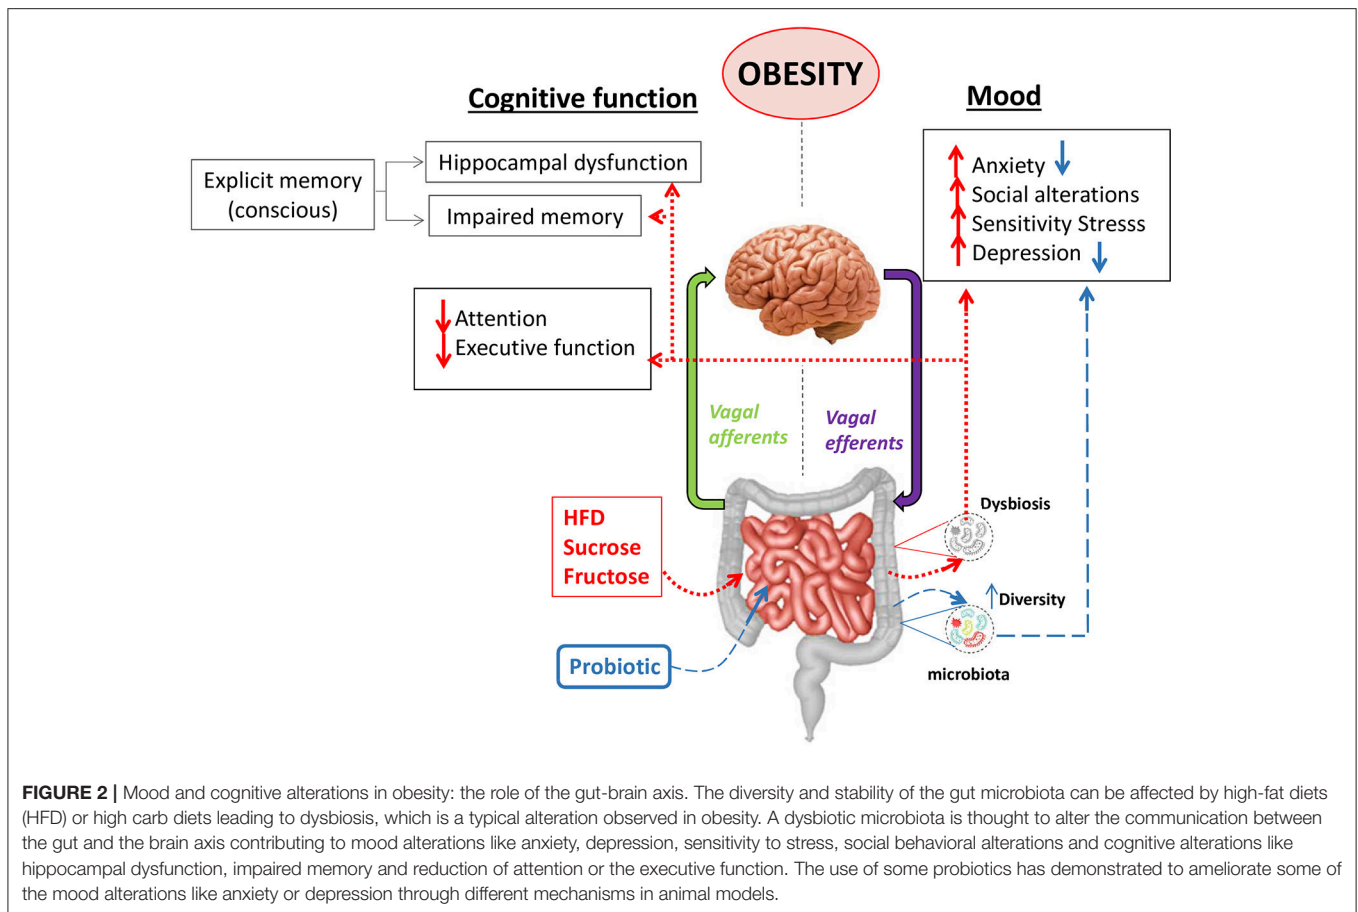 OBESITY
Cognitive function
Mood
Explicit memory
(conscious)
Hippocampal dysfunction
Impaired memory
Anxiety
Social alterations
Sensitivity Stresss
Depression
Attention
Executive function
Vagal
afferents
Vagal
efferents
HFD
Sucrose
Fructose
Dysbiosis
Diversity
Probiotic
microbiota
FIGURE 2 | Mood and cognitive alterations in obesity: the role of the gut-brain axis. The diversity and stability of the gut microbiota can be affected by high-fat diets
(HFD) or high carb diets leading to dysbiosis, which is a typical alteration observed in obesity. A dysbiotic microbiota is thought to alter the communication between
the gut and the brain axis contributing to mood alterations like anxiety, depression, sensitivity to stress, social behavioral alterations and cognitive alterations like
hippocampal dysfunction, impaired memory and reduction of attention or the executive function. The use of some probiotics has demonstrated to ameliorate some of
the mood alterations like anxiety or depression through different mechanisms in animal models.